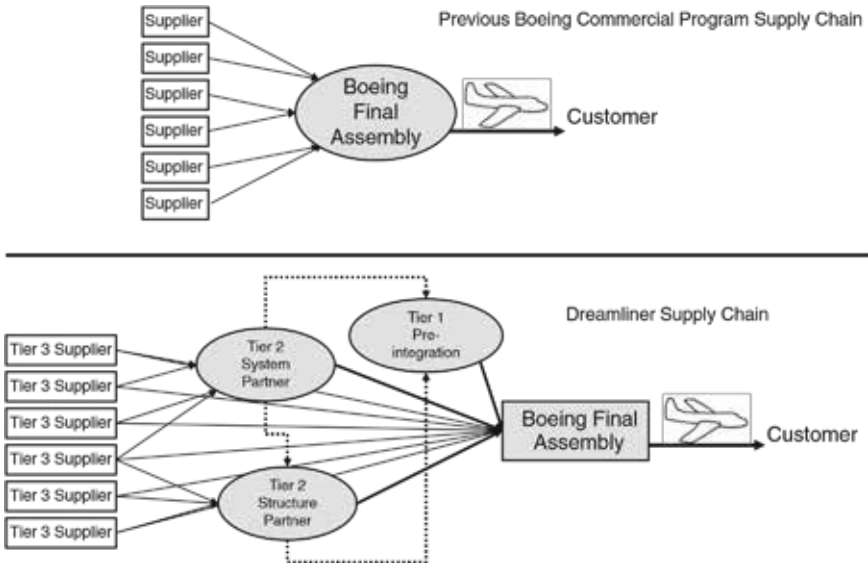 Previous Boeing Commercial Program Supply Chain
Supplier
Supplier
Supplier
Supplier
Supplier
Supplier
Boeing
Final
Assembly
Customer
Dreamliner Supply Chain
Tier 3 Supplier
Tier 3 Supplier
Tier 3 Supplier
Tier 3 Supplier
Tier 3 Supplier
Tier 3 Supplier
Tier 2
System
Partner
Tier 1
Pre-
integration
Tier 2
Structure
Partner
Boeing Final
Assembly
Customer